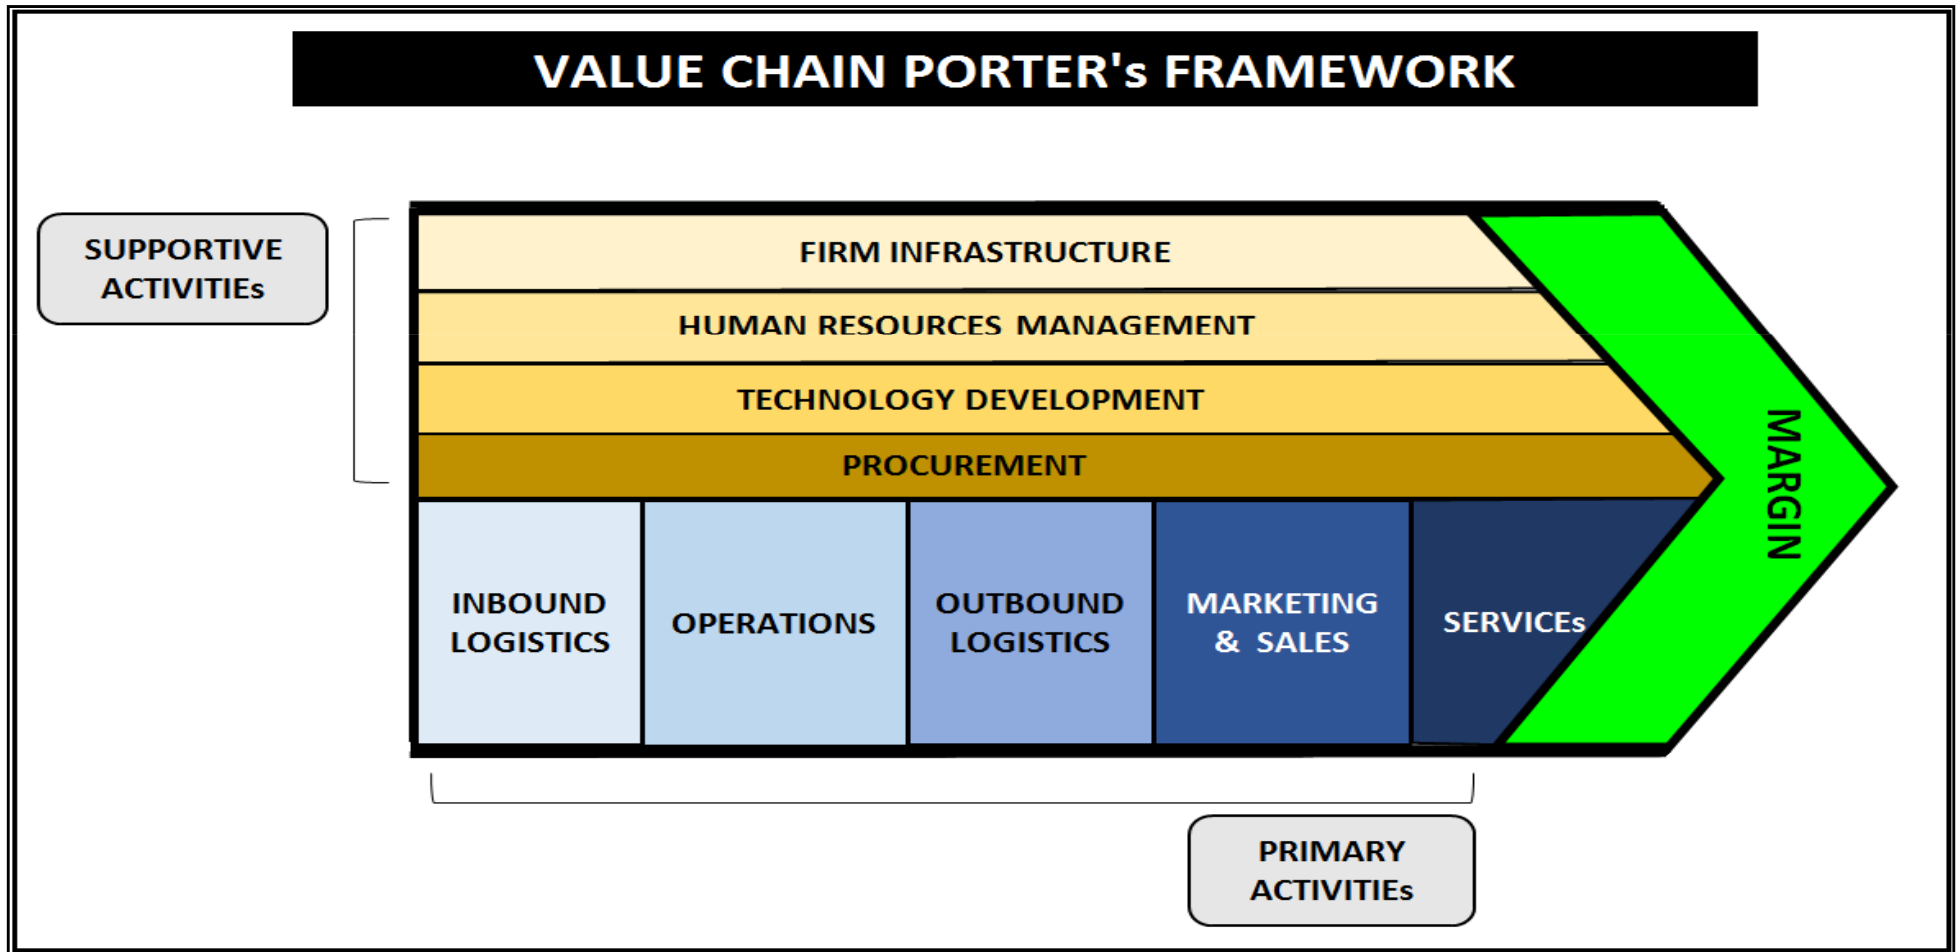 VALUE CHAIN PORTER's FRAMEWORK
SUPPORTIVE
ACTIVITIEs
FIRM INFRASTRUCTURE
HUMAN RESOURCES MANAGEMENT
TECHNOLOGY DEVELOPMENT
PROCUREMENT
INBOUND
LOGISTICS
OPERATIONS
OUTBOUND
LOGISTICS
MARKETING
& SALES
SERVICEs
MARGIN
PRIMARY
ACTIVITIEs